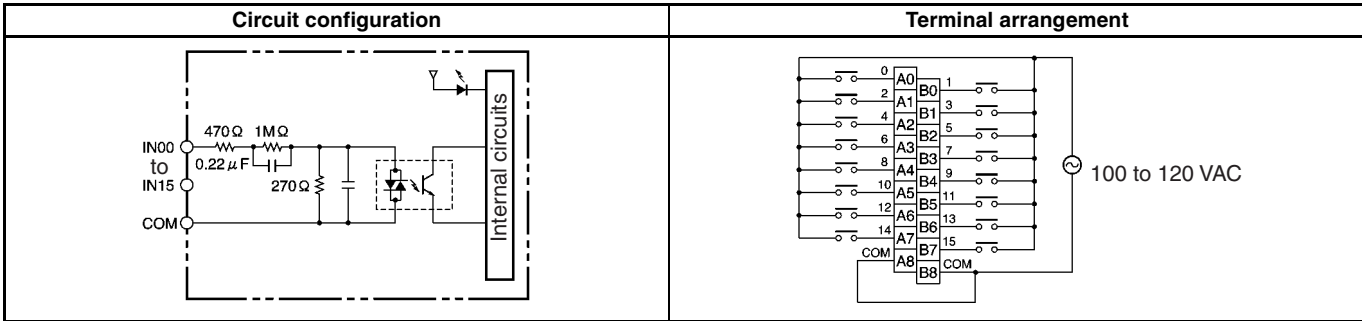 Circuit configuration
Terminal arrangement
470Ω 1MΩ
IN00
to
0.22μF
IN15
270Ω
COM
Internal circuits
0 A0
B0 1
2 A1
B1 3
4 A2
B2 5
6 A3
B3 7
8 A4
B4 9
10 A5
B5 11
12 A6
B6 13
14 A7
B7 15
COM A8
B8 COM
100 to 120 VAC